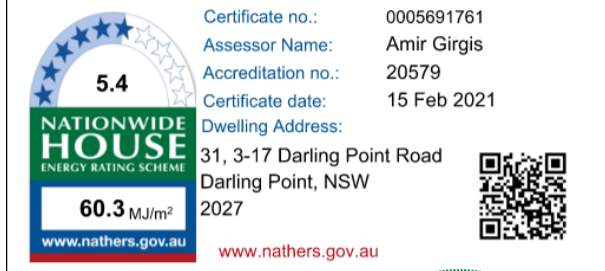 5.4
NATIONWIDE
HOUSE
ENERGY RATING SCHEME
60.3 MJ/m²
www.nathers.gov.au
Certificate no.: 0005691761
Assessor Name: Amir Girgis
Accreditation no.: 20579
Certificate date: 15 Feb 2021
Dwelling Address:
31, 3-17 Darling Point Road
Darling Point, NSW
2027
www.nathers.gov.au